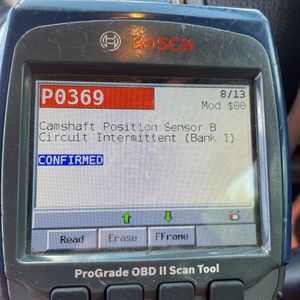 BOSCH
P0369
8/13
Mod $00
Camshaft Position Sensor B
Circuit Intermittent (Bank 1)
CONFIRMED
Read Erase FFrame
ProGrade OBD II Scan Tool